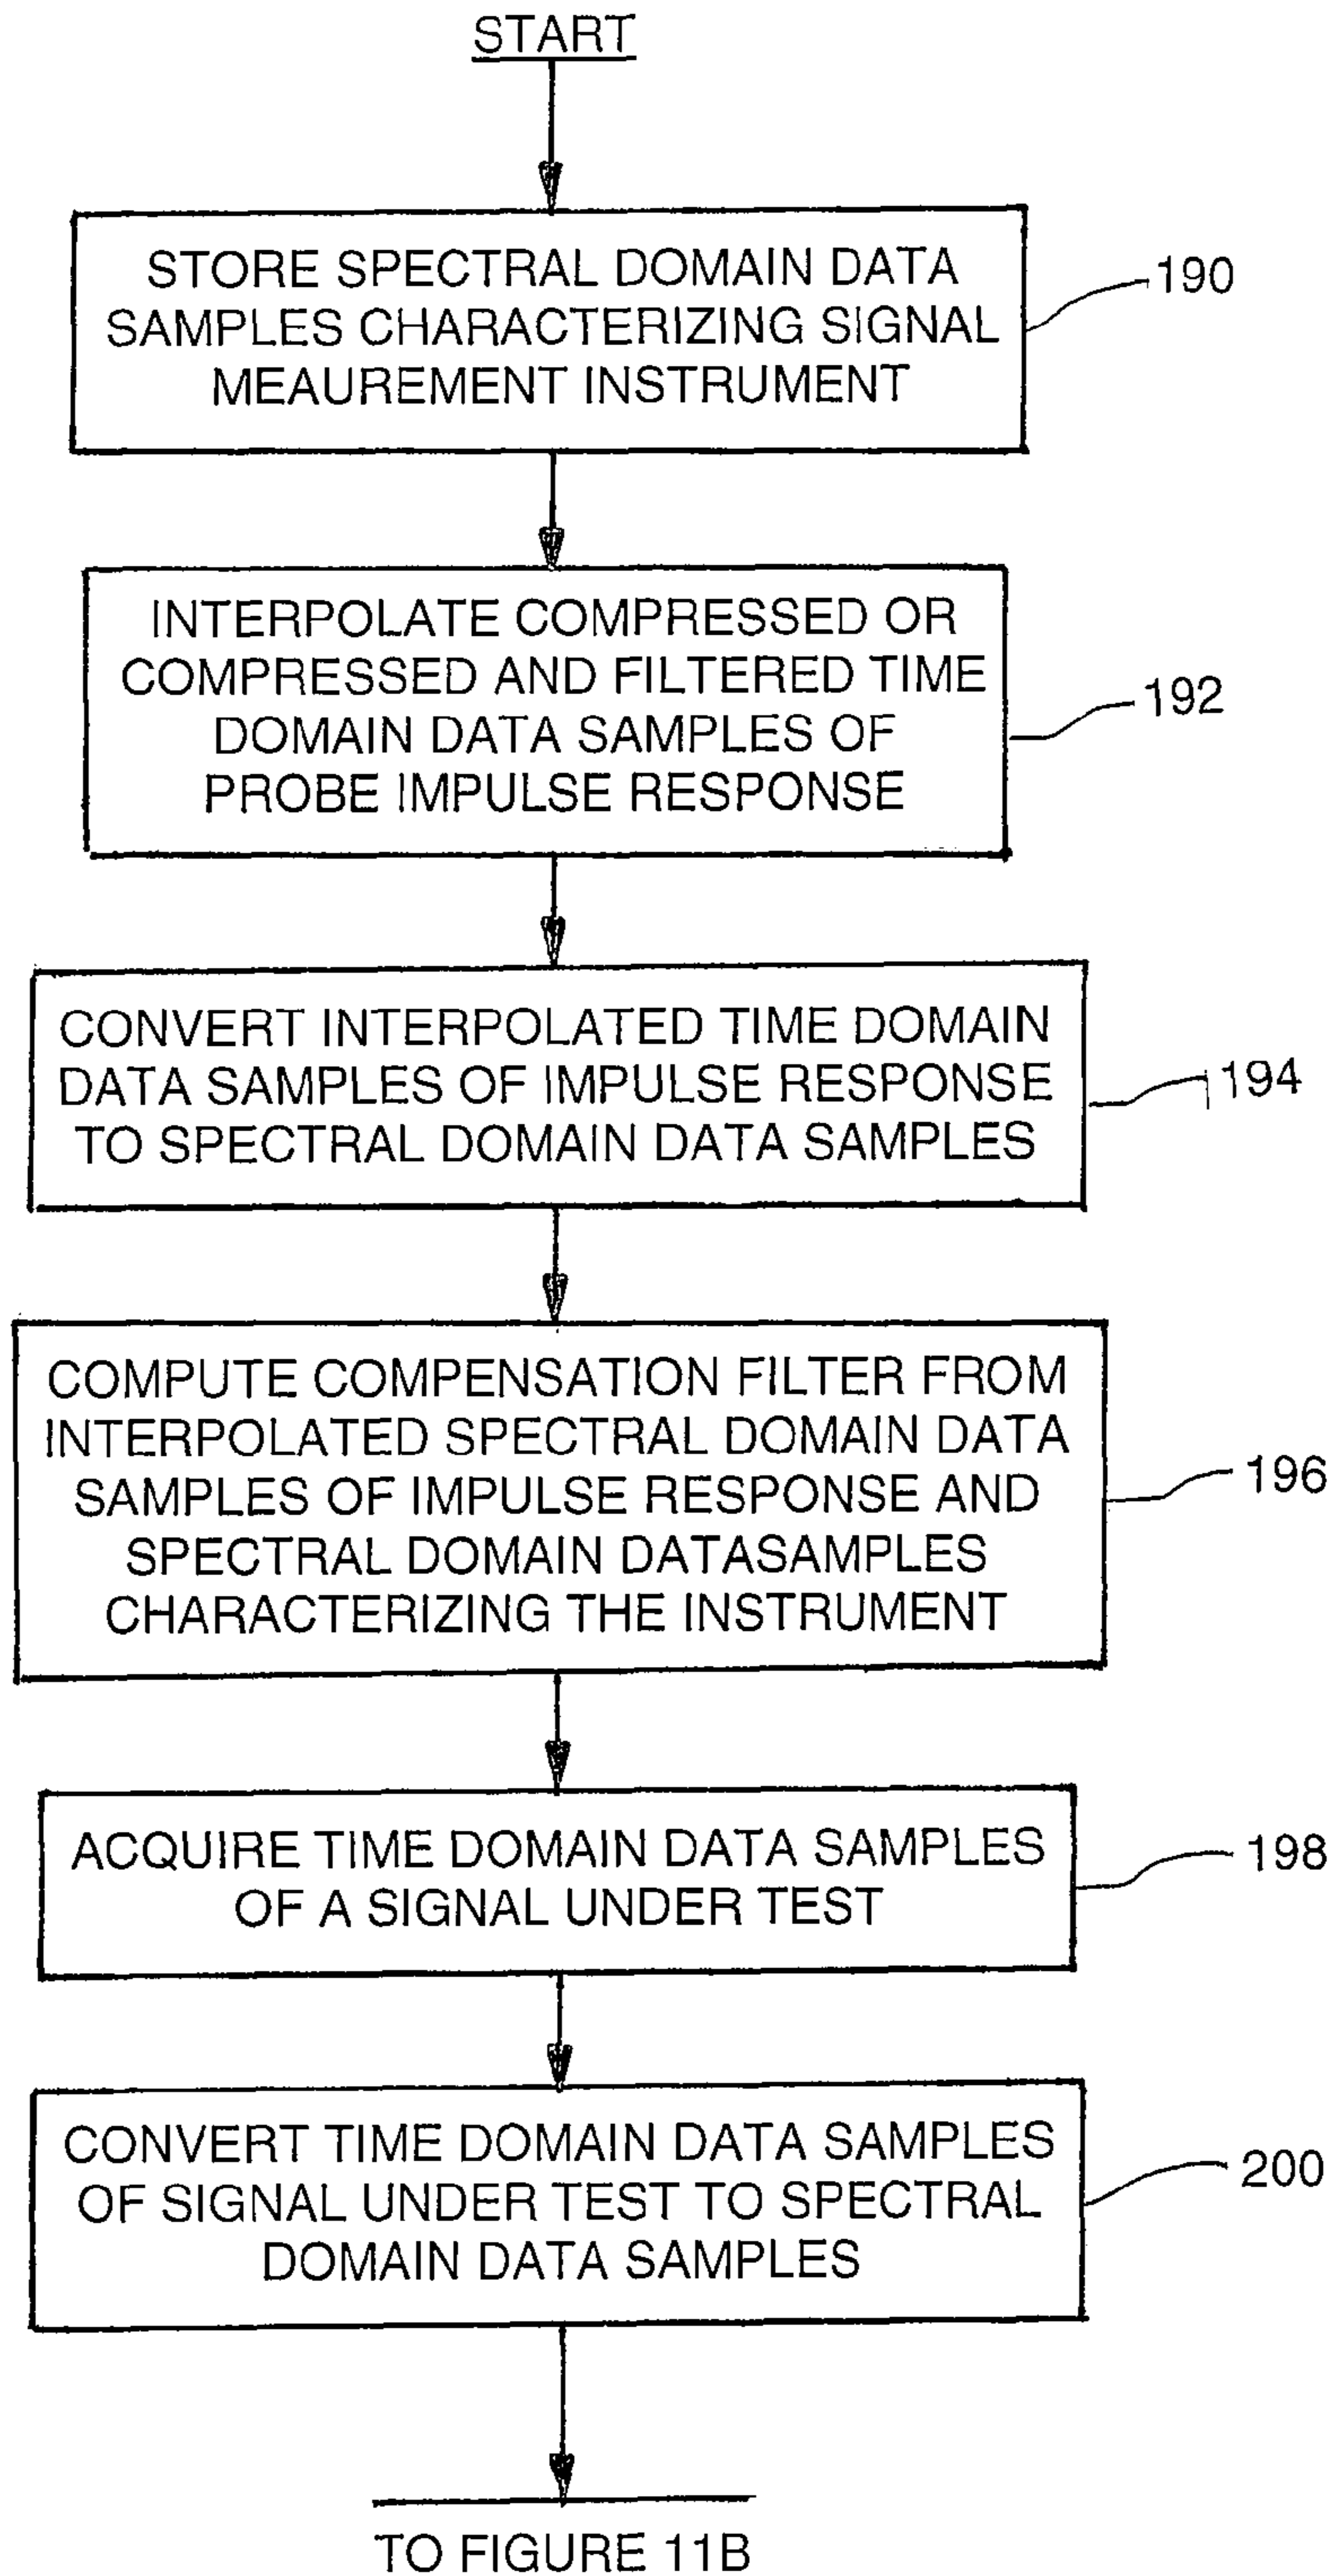 START
STORE SPECTRAL DOMAIN DATA
SAMPLES CHARACTERIZING SIGNAL
MEAUREMENT INSTRUMENT
190
INTERPOLATE COMPRESSED OR
COMPRESSED AND FILTERED TIME
DOMAIN DATA SAMPLES OF
PROBE IMPULSE RESPONSE
192
CONVERT INTERPOLATED TIME DOMAIN
DATA SAMPLES OF IMPULSE RESPONSE
TO SPECTRAL DOMAIN DATA SAMPLES
194
COMPUTE COMPENSATION FILTER FROM
INTERPOLATED SPECTRAL DOMAIN DATA
SAMPLES OF IMPULSE RESPONSE AND
SPECTRAL DOMAIN DATASAMPLES
CHARACTERIZING THE INSTRUMENT
196
ACQUIRE TIME DOMAIN DATA SAMPLES
OF A SIGNAL UNDER TEST
198
CONVERT TIME DOMAIN DATA SAMPLES
OF SIGNAL UNDER TEST TO SPECTRAL
DOMAIN DATA SAMPLES
200
TO FIGURE 11B